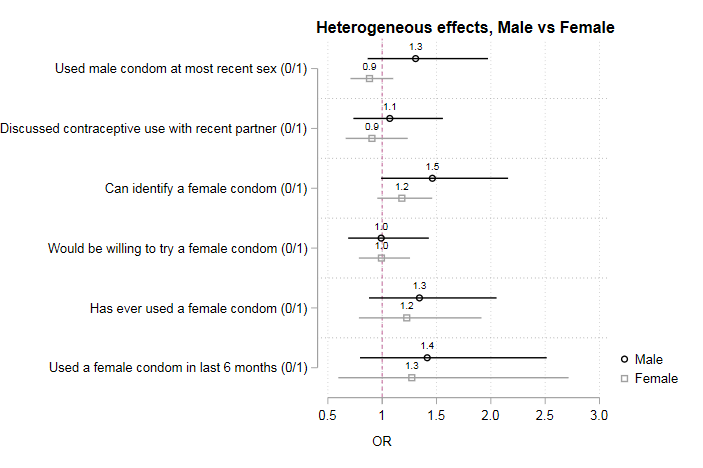 Heterogeneous effects, Male vs Female
1.3
Used male condom at most recent sex (0/1)
0.9
1.1
Discussed contraceptive use with recent partner (0/1)
0.9
1.5
Can identify a female condom (0/1)
1.2
1.0
Would be willing to try a female condom (0/1)
1.0
1.3
Has ever used a female condom (0/1)
1.2
1.4
Used a female condom in last 6 months (0/1)
1.3
Male
Female
0.5 1 1.5 2.0 2.5 3.0
OR